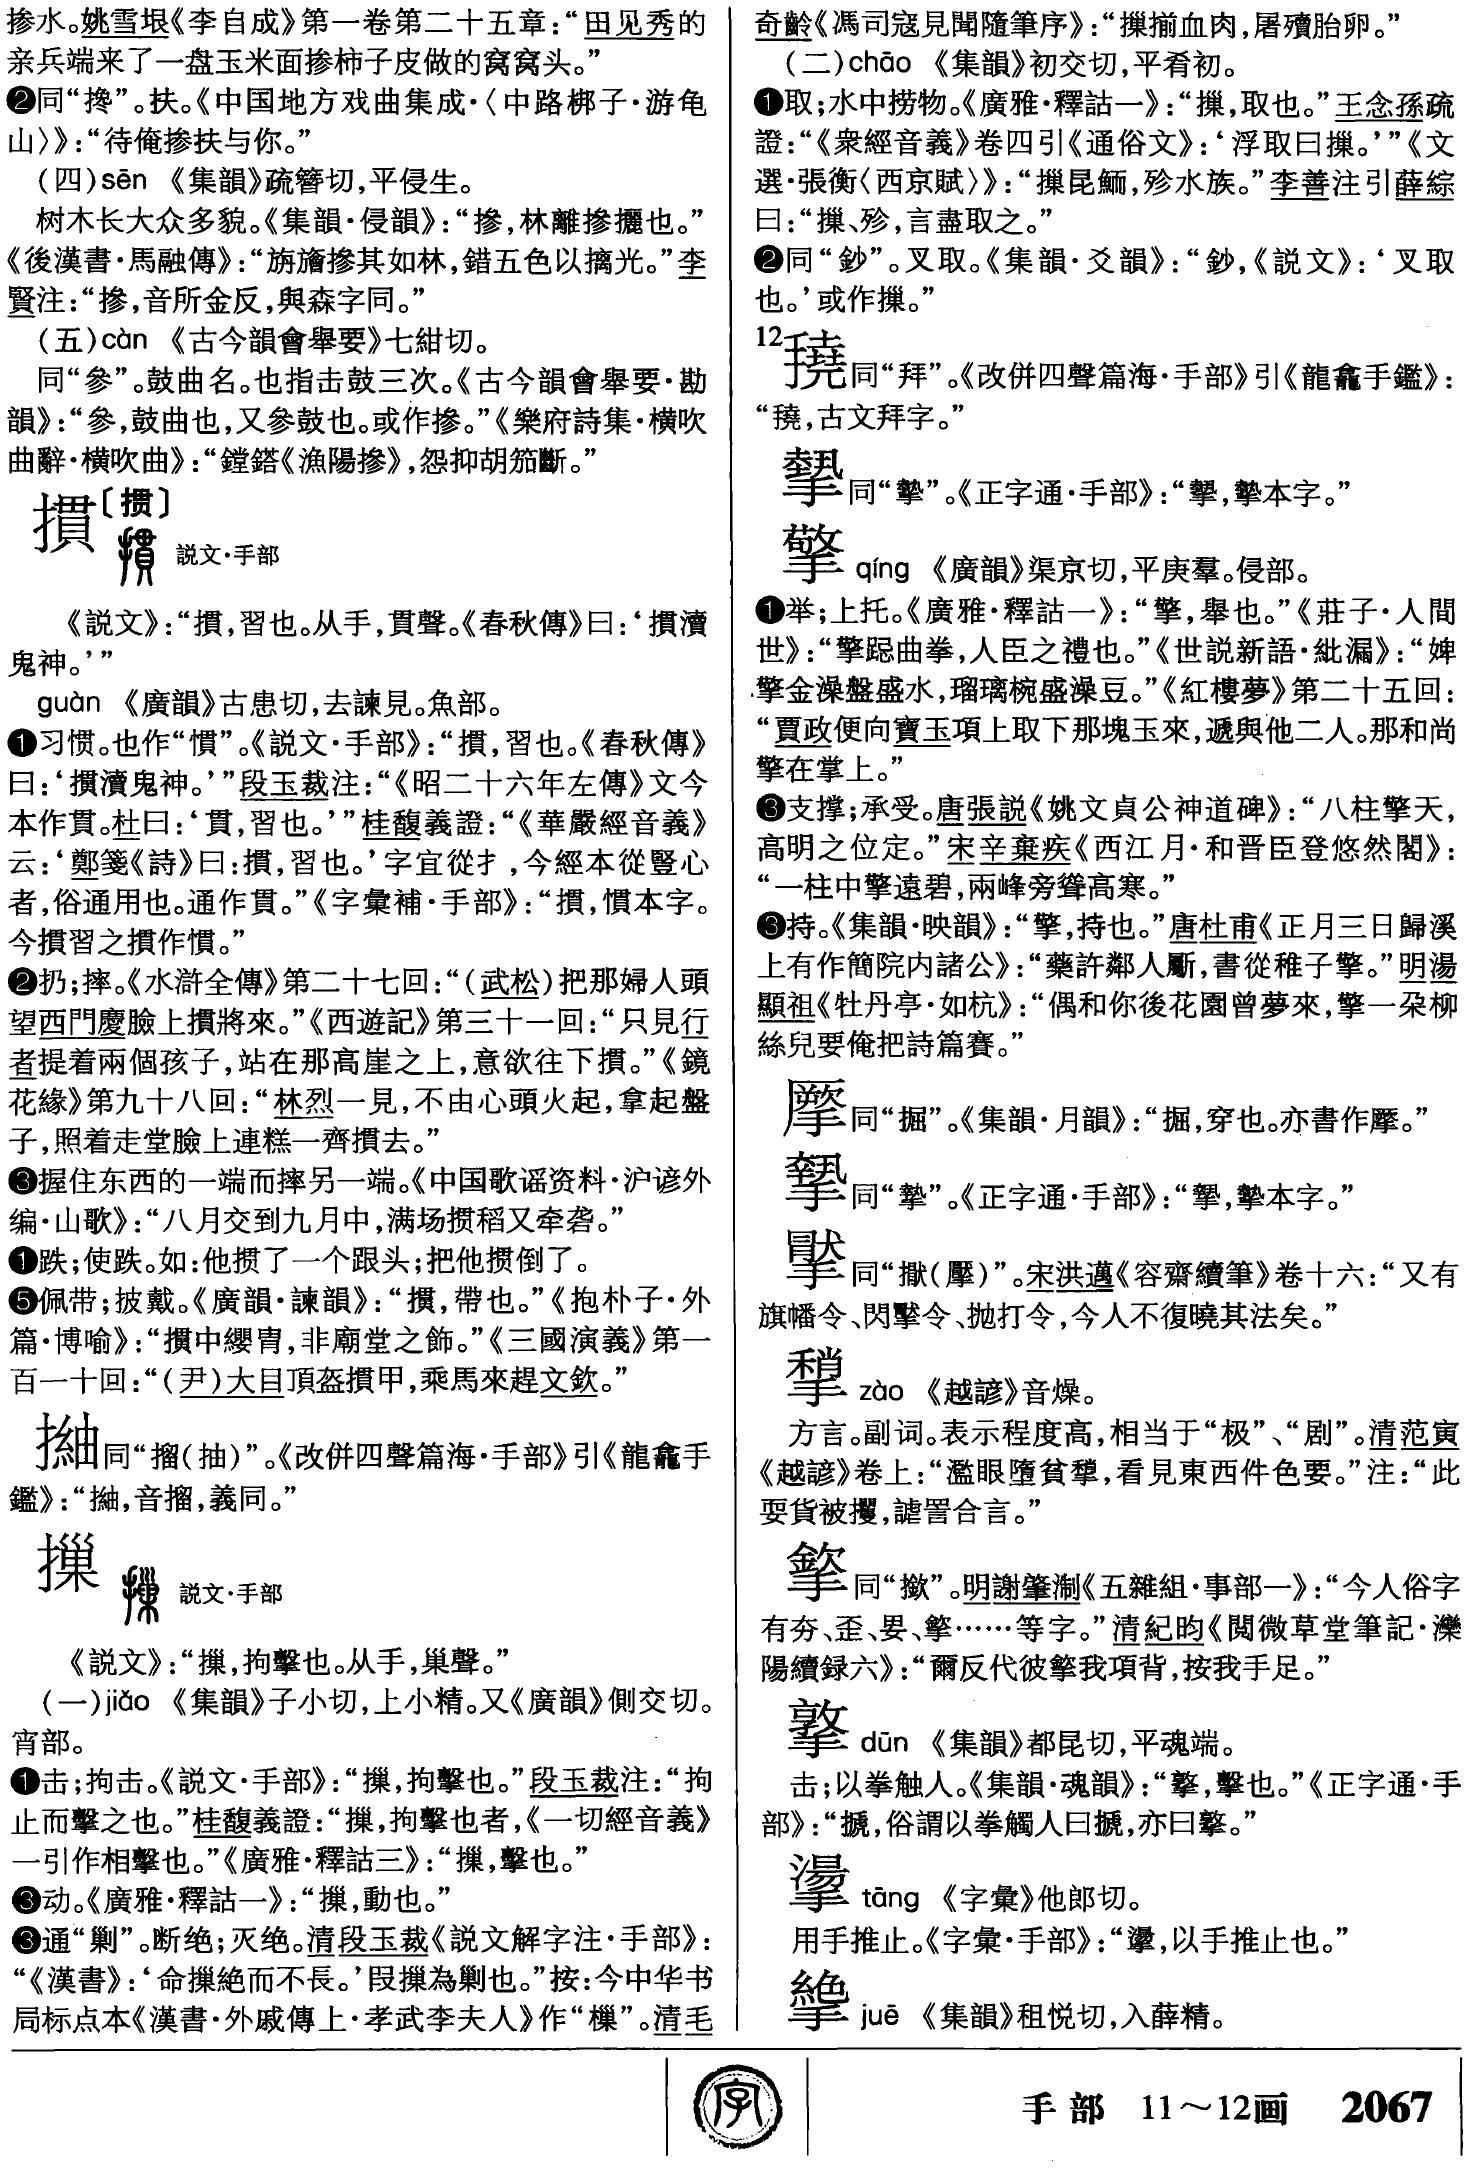 掺水。姚雪垠《李自成》第一卷第二十五章：“田见秀的
亲兵端来了一盘玉米面掺柿子皮做的窝窝头。”
❷同“搀”。扶。《中国地方戏曲集成·〈中路梆子·游龟
山〉》：“待俺掺扶与你。”
（四）sēn 《集韻》疏簪切，平侵生。
树木长大众多貌。《集韻·侵韻》：“摻，林離摻攦也。”
《後漢書·馬融傳》：“旃旝摻其如林，錯五色以摛光。”李
賢注：“摻，音所金反，與森字同。”
（五）càn 《古今韻會舉要》七紺切。
同“參”。鼓曲名。也指击鼓三次。《古今韻會舉要·勘
韻》：“參，鼓曲也，又參鼓也。或作摻。”《樂府詩集·横吹
曲辭·横吹曲》：“鏜鎝《漁陽摻》，怨抑胡笳斷。”
摜〔掼〕
説文·手部
《説文》：“摜，習也。从手，貫聲。《春秋傳》曰：‘摜瀆
鬼神。’”
guàn 《廣韻》古患切，去諫見。魚部。
❶习惯。也作“慣”。《説文·手部》：“摜，習也。《春秋傳》
曰：‘摜瀆鬼神。’”段玉裁注：“《昭二十六年左傳》文今
本作貫。杜曰：‘貫，習也。’”桂馥義證：“《華嚴經音義》
云：‘鄭箋《詩》曰：摜，習也。’字宜從扌，今經本從豎心
者，俗通用也。通作貫。”《字彙補·手部》：“摜，慣本字。
今摜習之摜作慣。”
❷扔；摔。《水滸全傳》第二十七回：“（武松）把那婦人頭
望西門慶臉上摜將來。”《西遊記》第三十一回：“只見行
者提着兩個孩子，站在那高崖之上，意欲往下摜。”《鏡
花緣》第九十八回：“林烈一見，不由心頭火起，拿起盤
子，照着走堂臉上連糕一齊摜去。”
❸握住东西的一端而摔另一端。《中国歌谣资料·沪谚外
编·山歌》：“八月交到九月中，满场掼稻又牵砻。”
❶跌；使跌。如：他掼了一个跟头；把他掼倒了。
❺佩带；披戴。《廣韻·諫韻》：“摜，帶也。”《抱朴子·外
篇·博喻》：“摜中纓胄，非廟堂之飾。”《三國演義》第一
百一十回：“（尹）大目頂盔摜甲，乘馬來趕文欽。”
同“㨨（抽）”。《改併四聲篇海·手部》引《龍龕手
鑑》：“，音㨨，義同。”
摷
説文·手部
《説文》：“摷，拘擊也。从手，巢聲。”
（一）jiǎo 《集韻》子小切，上小精。又《廣韻》側交切。
宵部。
❶击；拘击。《説文·手部》：“摷，拘擊也。”段玉裁注：“拘
止而擊之也。”桂馥義證：“摷，拘擊也者，《一切經音義》
一引作相擊也。”《廣雅·釋詁三》：“摷，擊也。”
❸动。《廣雅·釋詁一》：“摷，動也。”
❸通“剿”。断绝；灭绝。清段玉裁《説文解字注·手部》：
“《漢書》：‘命摷絶而不長。’叚摷為剿也。”按：今中华书
局标点本《漢書·外戚傳上·孝武李夫人》作“樔”。清毛
奇齡《馮司寇見聞隨筆序》：“摷揃血肉，屠殰胎卵。”
（二）chāo 《集韻》初交切，平肴初。
❶取；水中捞物。《廣雅·釋詁一》：“摷，取也。”王念孫疏
證：“《衆經音義》卷四引《通俗文》：‘浮取曰摷。’”《文
選·張衡〈西京賦〉》：“摷昆鮞，殄水族。”李善注引薛綜
曰：“摷、殄，言盡取之。”
❷同“鈔”。叉取。《集韻·爻韻》：“鈔，《説文》：‘叉取
也。’或作摷。”
12
同“拜”。《改併四聲篇海·手部》引《龍龕手鑑》：
“，古文拜字。”
同“摯”。《正字通·手部》：“，摯本字。”
擎 qíng 《廣韻》渠京切，平庚羣。侵部。
❶举；上托。《廣雅·釋詁一》：“擎，舉也。”《莊子·人間
世》：“擎跽曲拳，人臣之禮也。”《世説新語·紕漏》：“婢
擎金澡盤盛水，瑠璃椀盛澡豆。”《紅樓夢》第二十五回：
“賈政便向寶玉項上取下那塊玉來，遞與他二人。那和尚
擎在掌上。”
❸支撑；承受。唐張説《姚文貞公神道碑》：“八柱擎天，
高明之位定。”宋辛棄疾《西江月·和晋臣登悠然閣》：
“一柱中擎遠碧，兩峰旁聳高寒。”
❸持。《集韻·映韻》：“擎，持也。”唐杜甫《正月三日歸溪
上有作簡院内諸公》：“藥許鄰人斸，書從稚子擎。”明湯
顯祖《牡丹亭·如杭》：“偶和你後花園曾夢來，擎一朵柳
絲兒要俺把詩篇賽。”
同“掘”。《集韻·月韻》：“掘，穿也。亦書作。”
同“摯”。《正字通·手部》：“，摯本字。”
同“擫（擪）”。宋洪邁《容齋續筆》卷十六：“又有
旗幡令、閃擪令、抛打令，今人不復曉其法矣。”
zào 《越諺》音燥。
方言。副词。表示程度高，相当于“极”、“剧”。清范寅
《越諺》卷上：“濫眼墮貧，看見東西件色要。”注：“此
耍貨被攫，謔詈合言。”
同“撳”。明謝肇淛《五雜組·事部一》：“今人俗字
有夯、歪、㚻、……等字。”清紀昀《閲微草堂筆記·灤
陽續録六》：“爾反代彼我項背，按我手足。”
dūn 《集韻》都昆切，平魂端。
击；以拳触人。《集韻·魂韻》：“，擊也。”《正字通·手
部》：“搋，俗謂以拳觸人曰搋，亦曰。”
tāng 《字彙》他郎切。
用手推止。《字彙·手部》：“，以手推止也。”
juē 《集韻》租悦切，入薛精。
字
手部 11～12画 2067